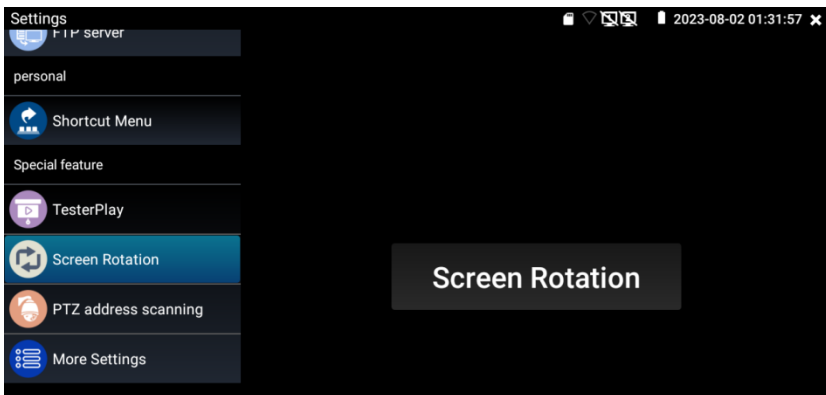 Settings
2023-08-02 01:31:57
FTP server
personal
Shortcut Menu
Special feature
TesterPlay
Screen Rotation
PTZ address scanning
More Settings
Screen Rotation